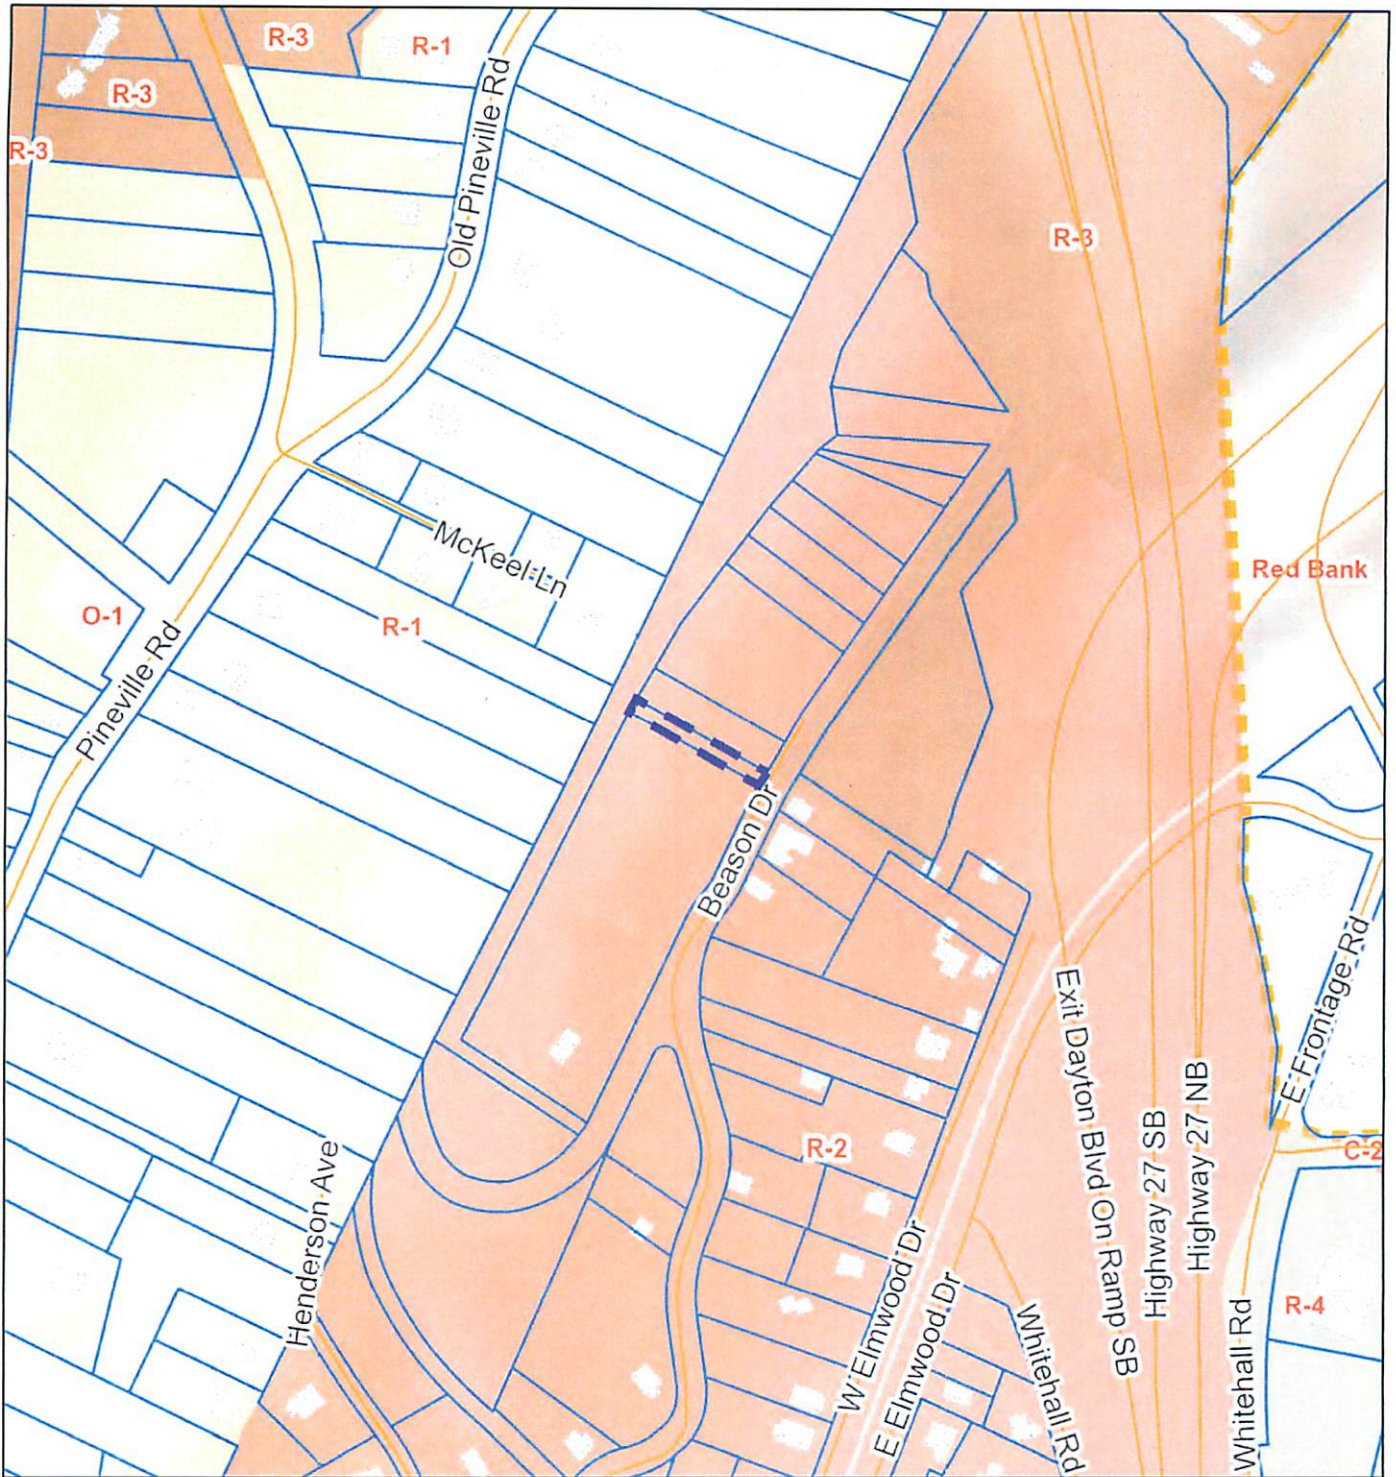 R-3
R-1
R-3
R-3
Old Pineville Rd
R-3
McKeel Ln
Red Bank
O-1
R-1
Pineville Rd
Beason Dr
E Frontage Rd
Exit Dayton Blvd On Ramp SB
Highway 27 SB
Highway 27 NB
R-2
C-2
Henderson Ave
W Elmwood Dr
E Elmwood Dr
Whitehall Rd
Whitehall Rd
R-4